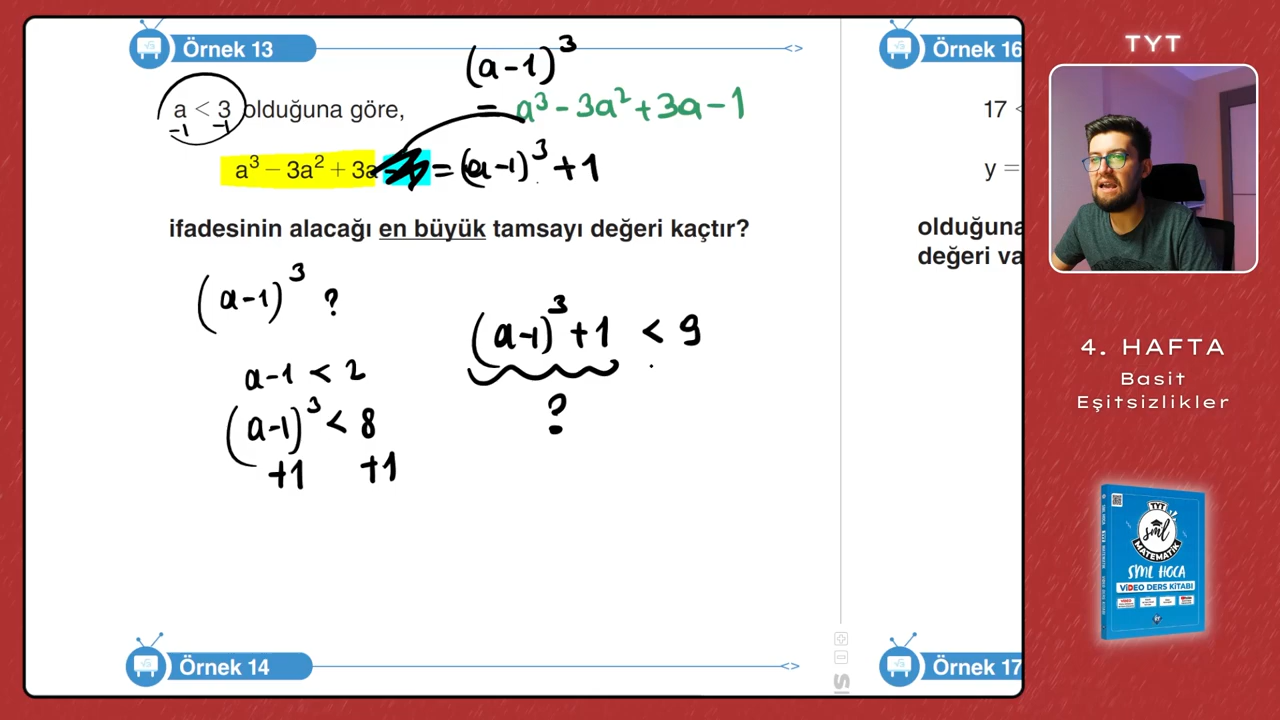 Örnek 13
(a-1)³
= a³ - 3a² + 3a - 1
a < 3 olduğuna göre,
-1 -1
a³ – 3a² + 3a = (a-1)³ + 1
ifadesinin alacağı en büyük tamsayı değeri kaçtır?
(a-1)³ ?
a-1 < 2
(a-1)³ < 8
+1 +1
(a-1)³ + 1 < 9
?
Örnek 14
Örnek 16
17 <
y =
olduğuna
değeri va
Örnek 17
TYT
4. HAFTA
Basit
Eşitsizlikler
TYT
sml
MATEMATİK
SML HOCA
VİDEO DERS KİTABI